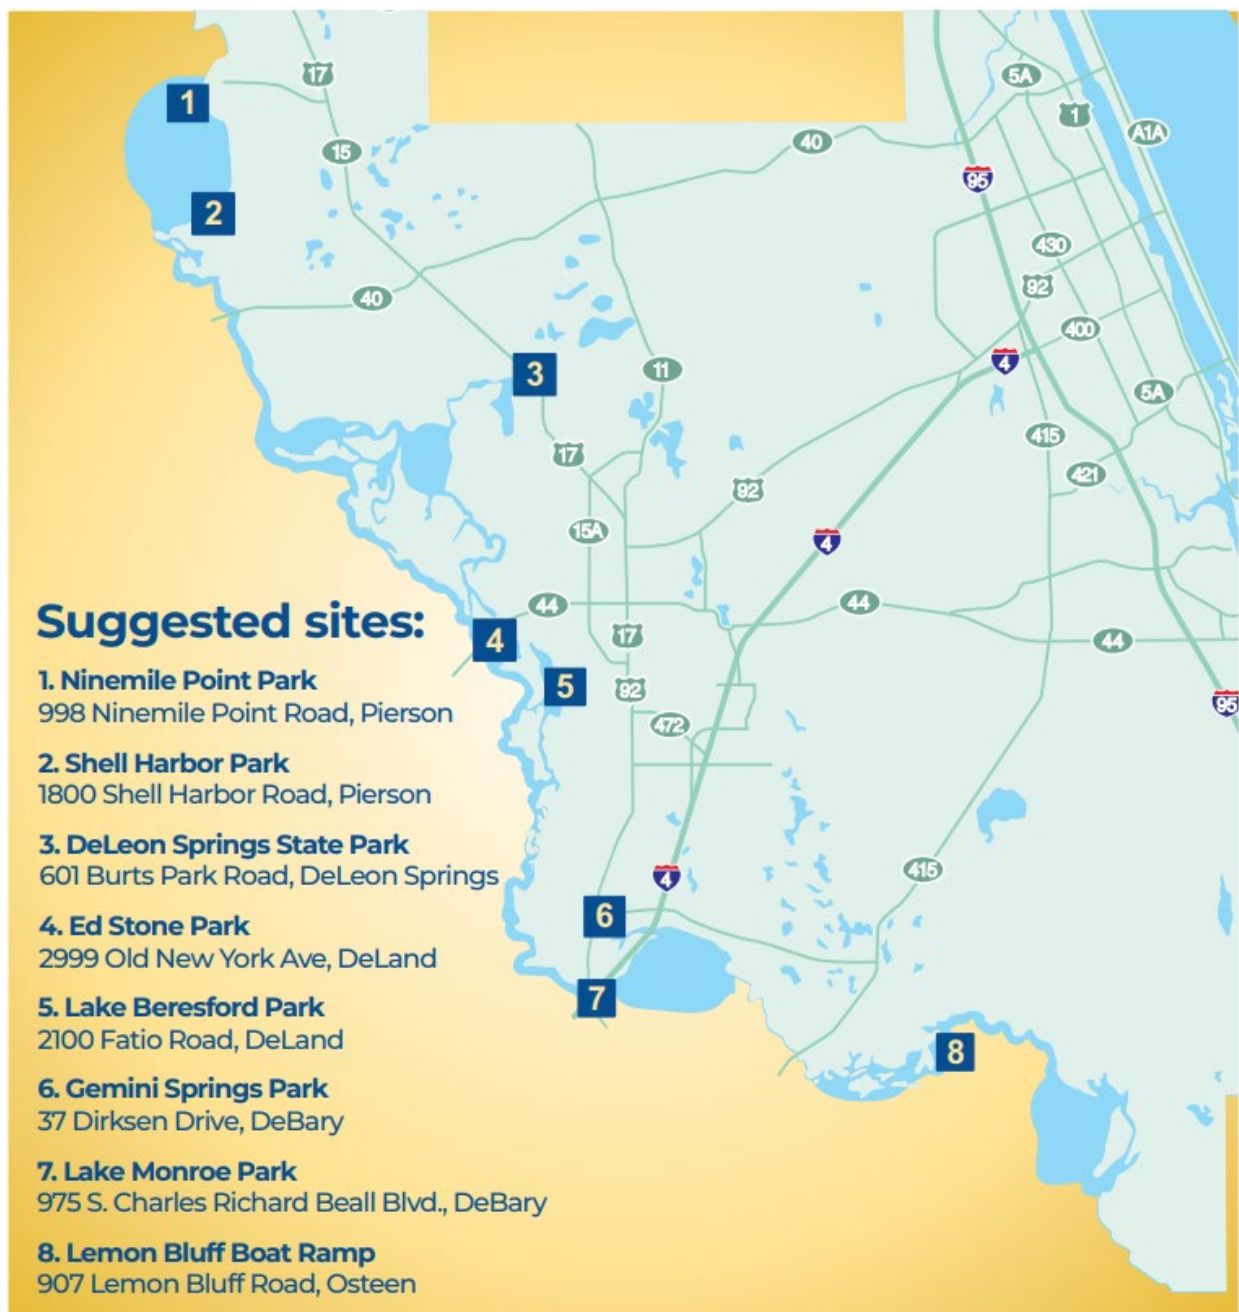 17
5A
1
1
A1A
15
40
95
2
430
92
40
400
4
3
11
5A
415
17
421
92
15A
4
44
44
17
44
4
5
92
95
472
4
415
6
7
8
Suggested sites:
1. Ninemile Point Park
998 Ninemile Point Road, Pierson
2. Shell Harbor Park
1800 Shell Harbor Road, Pierson
3. DeLeon Springs State Park
601 Burts Park Road, DeLeon Springs
4. Ed Stone Park
2999 Old New York Ave, DeLand
5. Lake Beresford Park
2100 Fatio Road, DeLand
6. Gemini Springs Park
37 Dirksen Drive, DeBary
7. Lake Monroe Park
975 S. Charles Richard Beall Blvd., DeBary
8. Lemon Bluff Boat Ramp
907 Lemon Bluff Road, Osteen